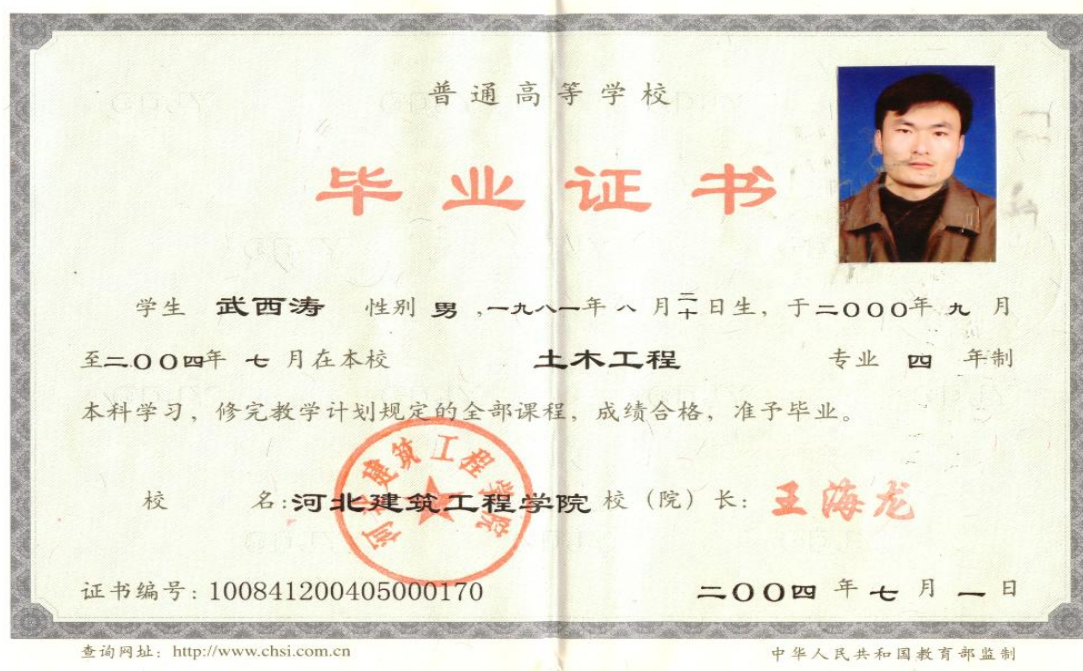 普通高等学校
毕业证书
学生 武西涛 性别 男 ,一九八一年 八 月二十日生, 于二000年 九 月
至二00四年 七 月在本校 土木工程 专业 四 年制
本科学习, 修完教学计划规定的全部课程, 成绩合格, 准予毕业。
河北建筑工程学院
校 名:河北建筑工程学院 校 (院) 长: 王海龙
证书编号: 100841200405000170 二00四 年 七 月 一 日
查询网址: http://www.chsi.com.cn 中华人民共和国教育部监制